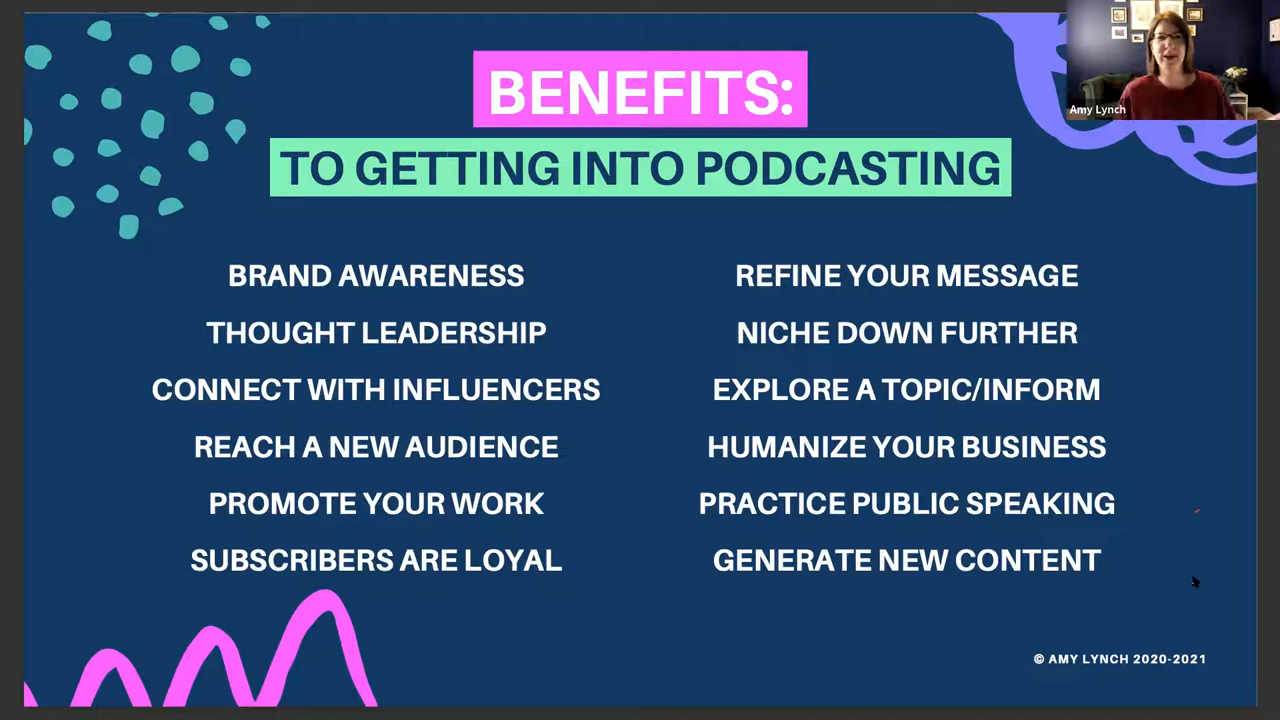 BENEFITS:
TO GETTING INTO PODCASTING
Amy Lynch
BRAND AWARENESS
THOUGHT LEADERSHIP
CONNECT WITH INFLUENCERS
REACH A NEW AUDIENCE
PROMOTE YOUR WORK
SUBSCRIBERS ARE LOYAL
REFINE YOUR MESSAGE
NICHE DOWN FURTHER
EXPLORE A TOPIC/INFORM
HUMANIZE YOUR BUSINESS
PRACTICE PUBLIC SPEAKING
GENERATE NEW CONTENT
© AMY LYNCH 2020-2021